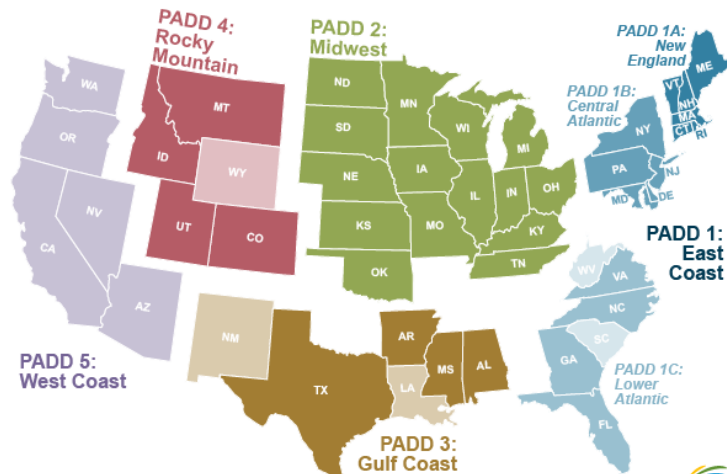 PADD 4:
Rocky
Mountain
PADD 2:
Midwest
PADD 1A:
New
England
PADD 1B:
Central
Atlantic
WA
OR
CA
NV
AZ
MT
ID
WY
UT
CO
ND
SD
NE
KS
OK
MN
IA
MO
WI
IL
MI
IN
OH
KY
TN
ME
VT
NH
MA
CT
RI
NY
PA
NJ
DE
MD
PADD 1:
East
Coast
WV
VA
NC
SC
GA
FL
PADD 1C:
Lower
Atlantic
PADD 5:
West Coast
NM
TX
AR
LA
MS
AL
PADD 3:
Gulf Coast